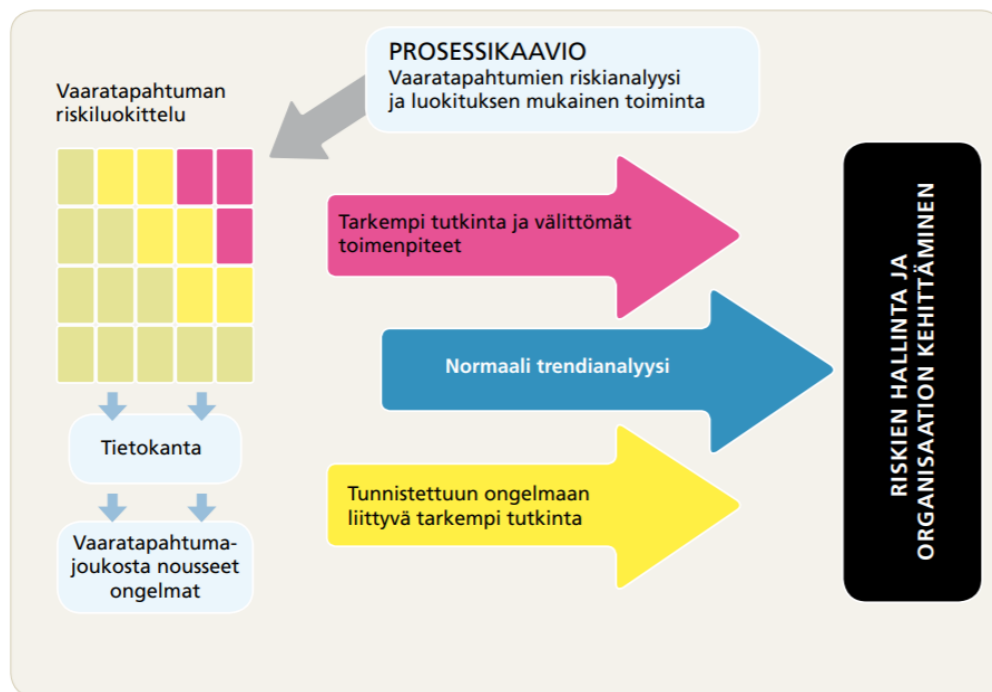 PROSESSIKAAVIO
Vaaratapahtumien riskianalyysi
ja luokituksen mukainen toiminta
Vaaratapahtuman
riskiluokittelu
Tarkempi tutkinta ja välittömät
toimenpiteet
Normaali trendianalyysi
Tunnistettuun ongelmaan
liittyvä tarkempi tutkinta
Tietokanta
Vaaratapahtuma-
joukosta nousseet
ongelmat
RISKIEN HALLINTA JA
ORGANISAATION KEHITTÄMINEN